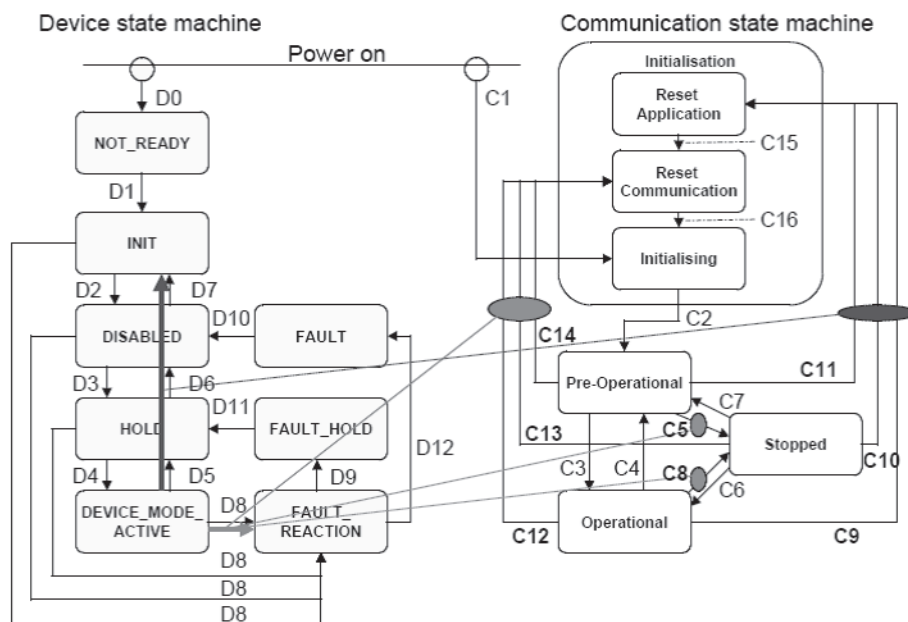 Device state machine
Communication state machine
Power on
Initialisation
D0
C1
Reset
Application
NOT_READY
C15
D1
Reset
Communication
C16
INIT
Initialising
D2
D7
C2
D10
DISABLED
FAULT
C14
C11
Pre-Operational
D3
D6
D11
C7
HOLD
FAULT_HOLD
D12
C13
C5
Stopped
C10
D4
D5
D9
C3
C4
C8
C6
DEVICE_MODE_
ACTIVE
D8
FAULT_
REACTION
Operational
C12
C9
D8
D8
D8